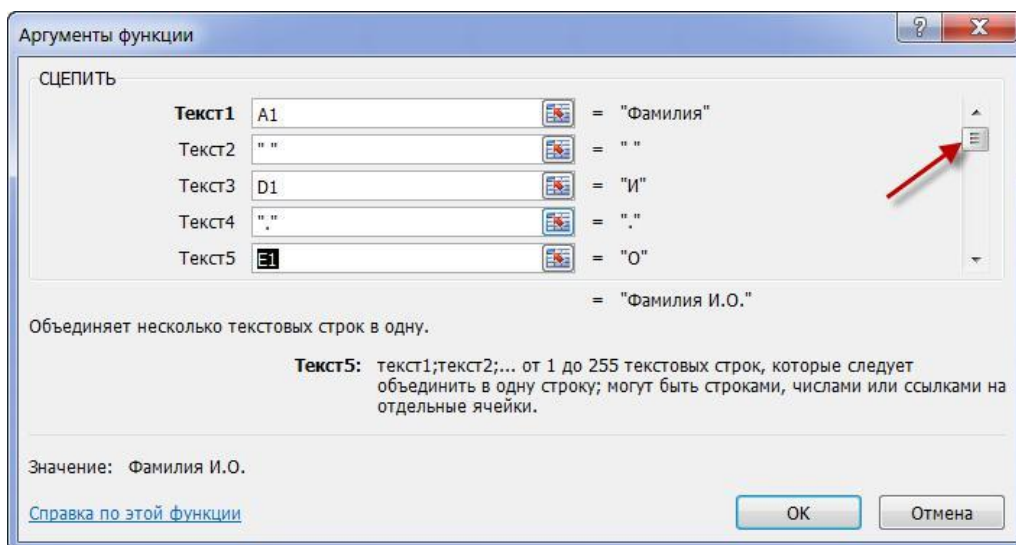 Аргументы функции
СЦЕПИТЬ
Текст1 A1 = "Фамилия"
Текст2 " " = " "
Текст3 D1 = "И"
Текст4 "." = "."
Текст5 E1 = "О"
= "Фамилия И.О."
Объединяет несколько текстовых строк в одну.
Текст5: текст1;текст2;... от 1 до 255 текстовых строк, которые следует
объединить в одну строку; могут быть строками, числами или ссылками на
отдельные ячейки.
Значение: Фамилия И.О.
Справка по этой функции
ОК Отмена